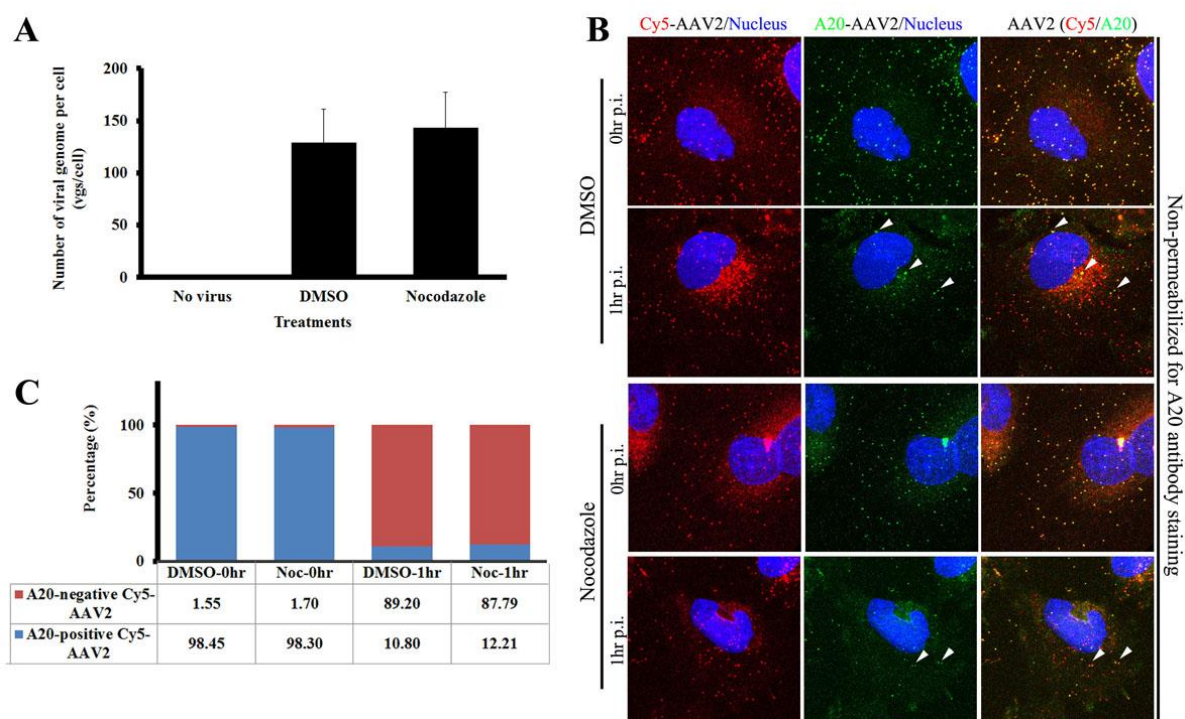 A
Number of viral genome per cell
(vgs/cell)
200
150
100
50
0
No virus DMSO Nocodazole
Treatments
B
Cy5-AAV2/Nucleus A20-AAV2/Nucleus AAV2 (Cy5/A20)
DMSO
0hr p.i.
1hr p.i.
Nocodazole
0hr p.i.
1hr p.i.
Non-permeabilized for A20 antibody staining
C
Percentage (%)
100
50
0
DMSO-0hr Noc-0hr DMSO-1hr Noc-1hr
A20-negative Cy5-
AAV2 1.55 1.70 89.20 87.79
A20-positive Cy5-
AAV2 98.45 98.30 10.80 12.21